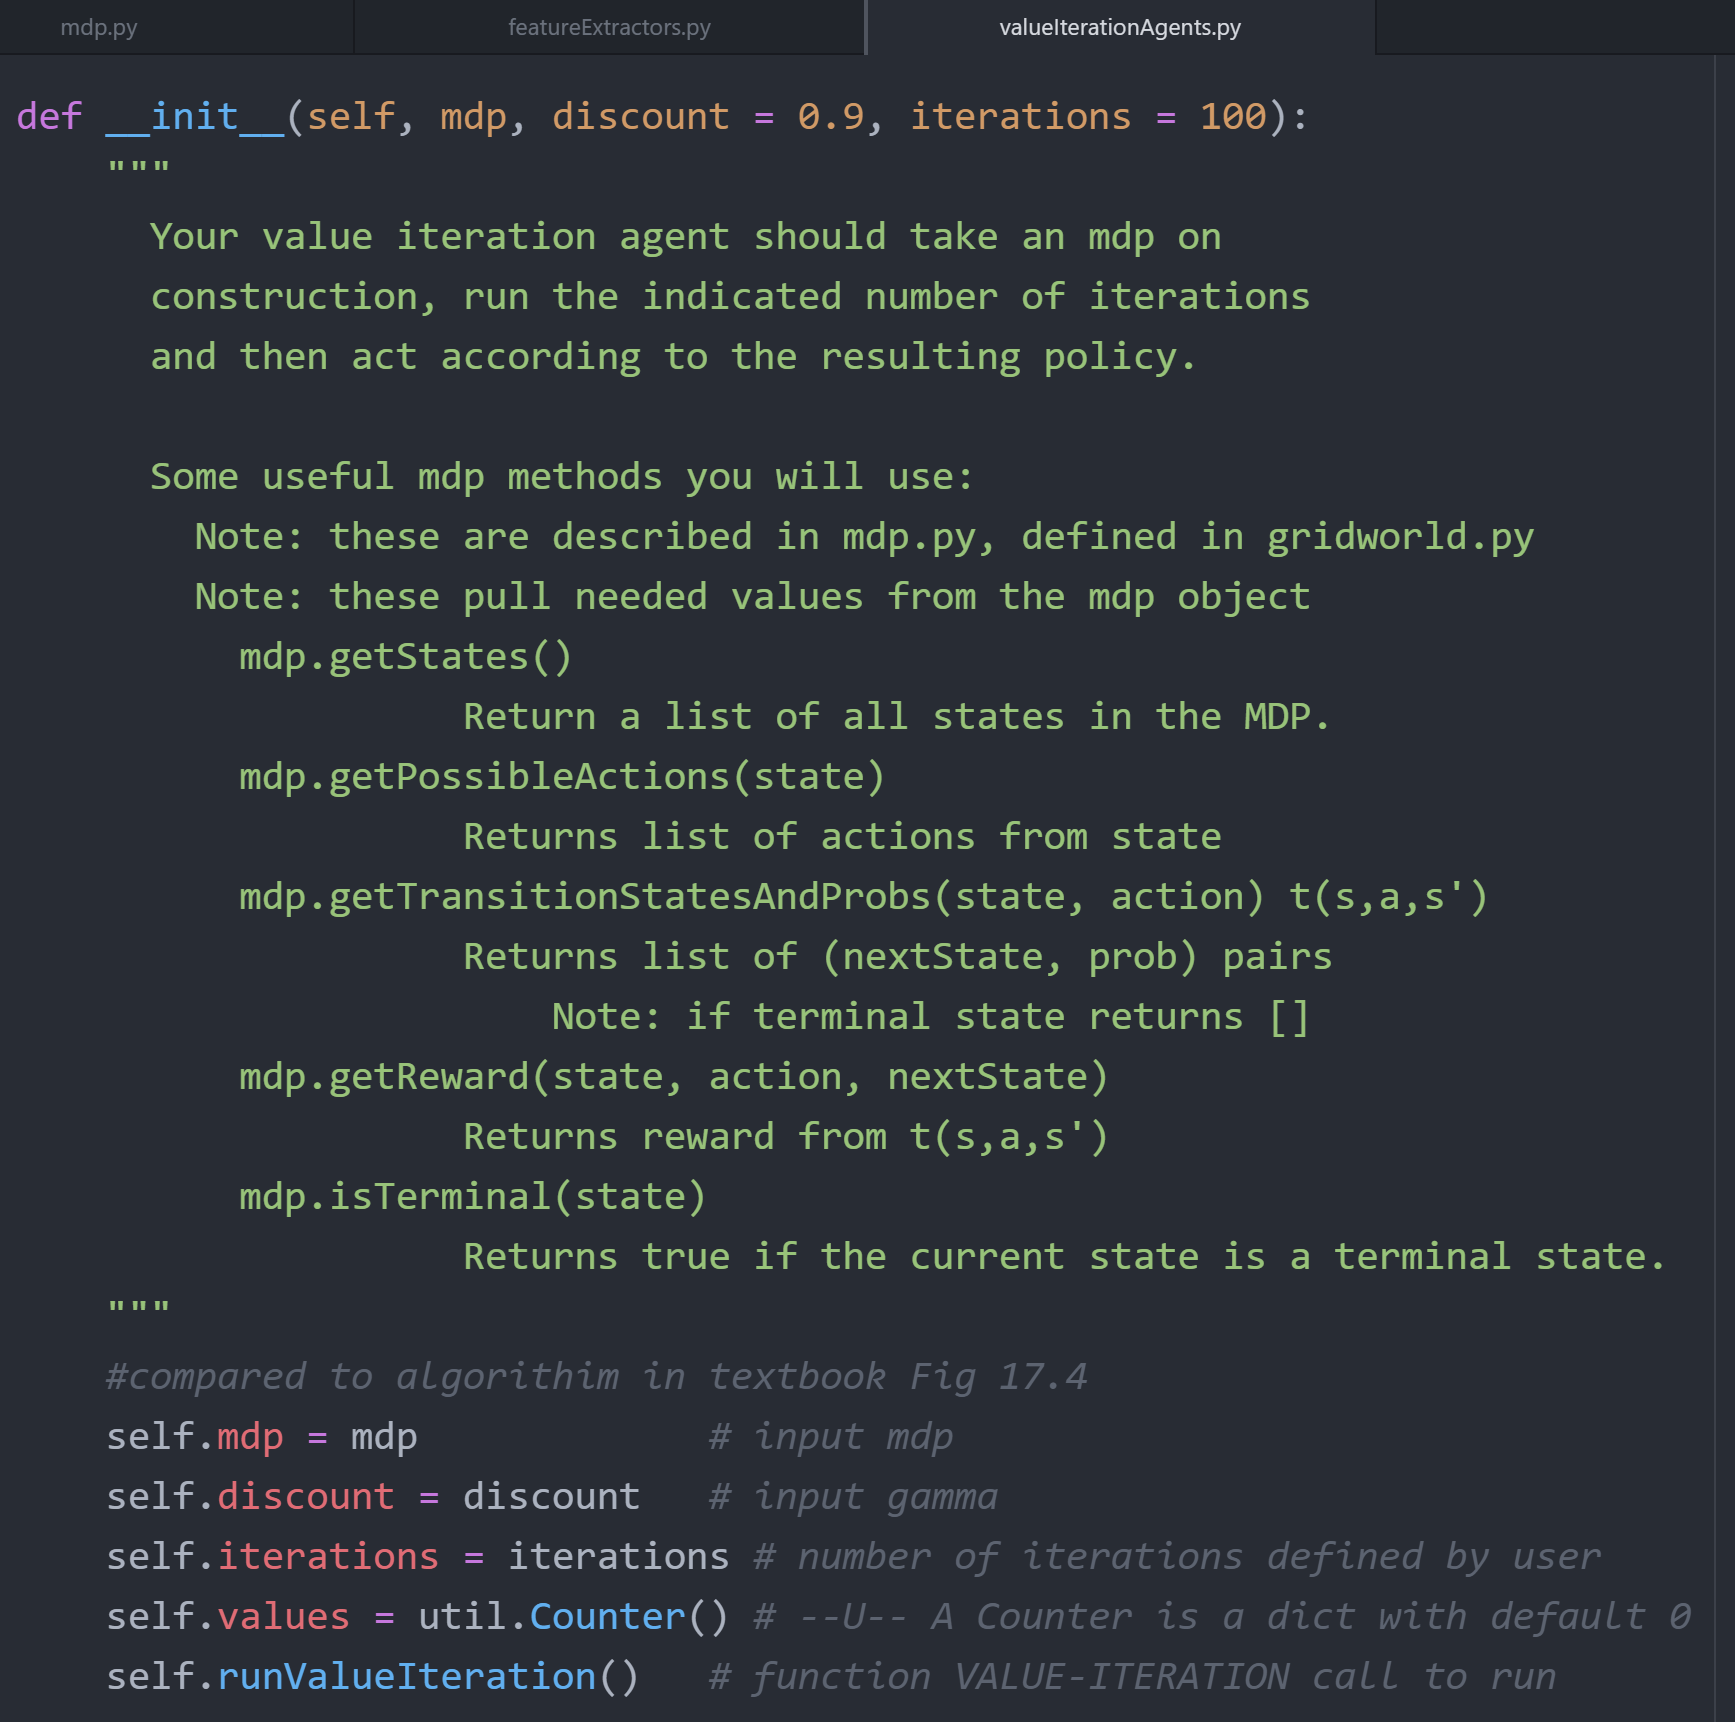 mdp.py
featureExtractors.py
valueIterationAgents.py
def __init__(self, mdp, discount = 0.9, iterations = 100):
"""
Your value iteration agent should take an mdp on
construction, run the indicated number of iterations
and then act according to the resulting policy.
Some useful mdp methods you will use:
Note: these are described in mdp.py, defined in gridworld.py
Note: these pull needed values from the mdp object
mdp.getStates()
Return a list of all states in the MDP.
mdp.getPossibleActions(state)
Returns list of actions from state
mdp.getTransitionStatesAndProbs(state, action) t(s,a,s')
Returns list of (nextState, prob) pairs
Note: if terminal state returns []
mdp.getReward(state, action, nextState)
Returns reward from t(s,a,s')
mdp.isTerminal(state)
Returns true if the current state is a terminal state.
"""
#compared to algorithim in textbook Fig 17.4
self.mdp = mdp # input mdp
self.discount = discount # input gamma
self.iterations = iterations # number of iterations defined by user
self.values = util.Counter() # --U-- A Counter is a dict with default 0
self.runValueIteration() # function VALUE-ITERATION call to run